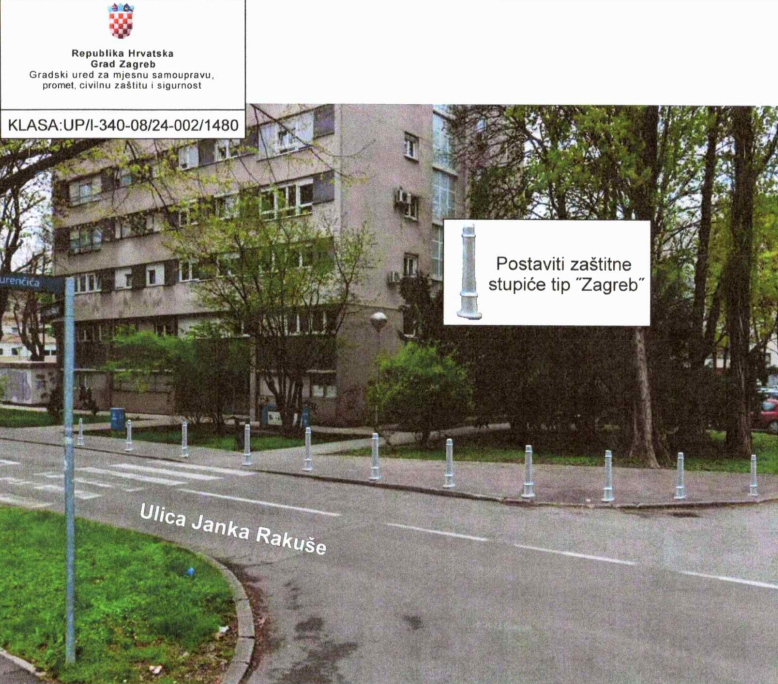 Republika Hrvatska
Grad Zagreb
Gradski ured za mjesnu samoupravu,
promet, civilnu zaštitu i sigurnost
KLASA:UP/I-340-08/24-002/1480
urenčića
Postaviti zaštitne
stupiće tip ˝Zagreb˝
Ulica Janka Rakuše